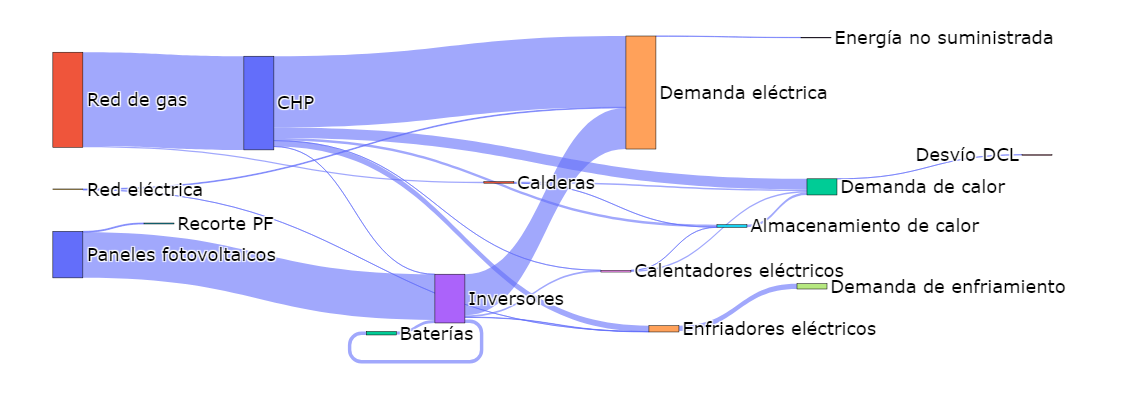 Energía no suministrada
Demanda eléctrica
Red de gas
CHP
Desvío DCL
Calderas
Demanda de calor
Red eléctrica
Recorte PF
Almacenamiento de calor
Paneles fotovoltaicos
Calentadores eléctricos
Demanda de enfriamiento
Inversores
Enfriadores eléctricos
Baterías